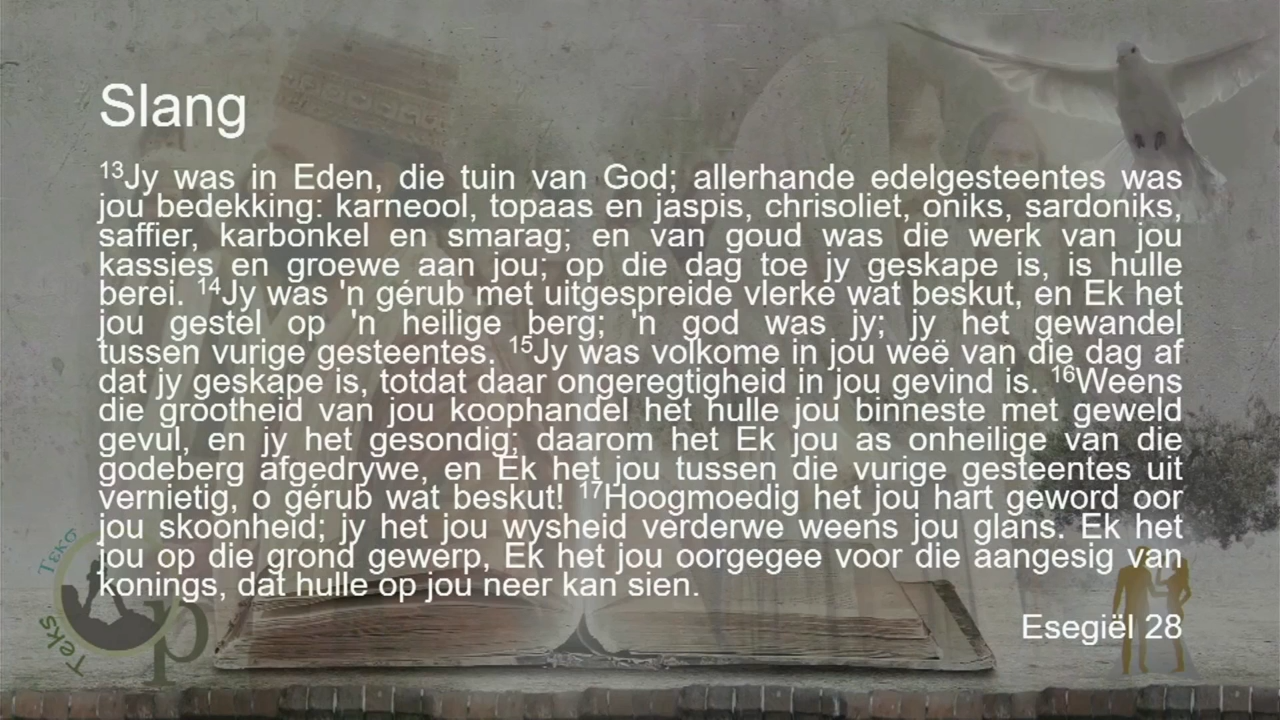 Slang
¹³Jy was in Eden, die tuin van God; allerhande edelgesteentes was
jou bedekking: karneool, topaas en jaspis, chrisoliet, oniks, sardoniks,
saffier, karbonkel en smarag; en van goud was die werk van jou
kassies en groewe aan jou; op die dag toe jy geskape is, is hulle
berei. ¹⁴Jy was 'n gérub met uitgespreide vlerke wat beskut, en Ek het
jou gestel op 'n heilige berg; 'n god was jy; jy het gewandel
tussen vurige gesteentes. ¹⁵Jy was volkome in jou weë van die dag af
dat jy geskape is, totdat daar ongeregtigheid in jou gevind is. ¹⁶Weens
die grootheid van jou koophandel het hulle jou binneste met geweld
gevul, en jy het gesondig; daarom het Ek jou as onheilige van die
godeberg afgedrywe, en Ek het jou tussen die vurige gesteentes uit
vernietig, o gérub wat beskut! ¹⁷Hoogmoedig het jou hart geword oor
jou skoonheid; jy het jou wysheid verderwe weens jou glans. Ek het
jou op die grond gewerp, Ek het jou oorgegee voor die aangesig van
konings, dat hulle op jou neer kan sien.
Esegiël 28
Teks
Op
Teko